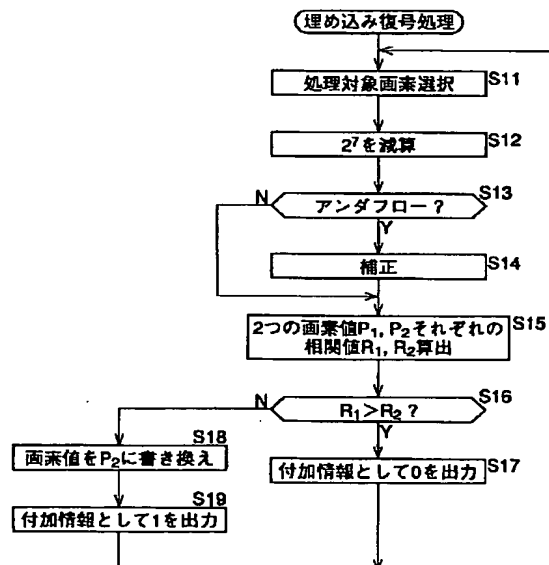 埋め込み復号処理
S11
処理対象画素選択
S12
2⁷を減算
S13
N
アンダフロー？
Y
S14
補正
S15
2つの画素値P₁, P₂それぞれの
相関値R₁, R₂算出
S16
N
R₁>R₂？
Y
S18
画素値をP₂に書き換え
S17
付加情報として0を出力
S19
付加情報として1を出力